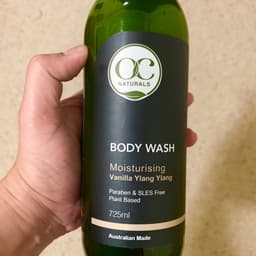 OC
NATURALS
BODY WASH
Moisturising
Vanilla Ylang Ylang
Paraben & SLES Free
Plant Based
725ml
Australian Made